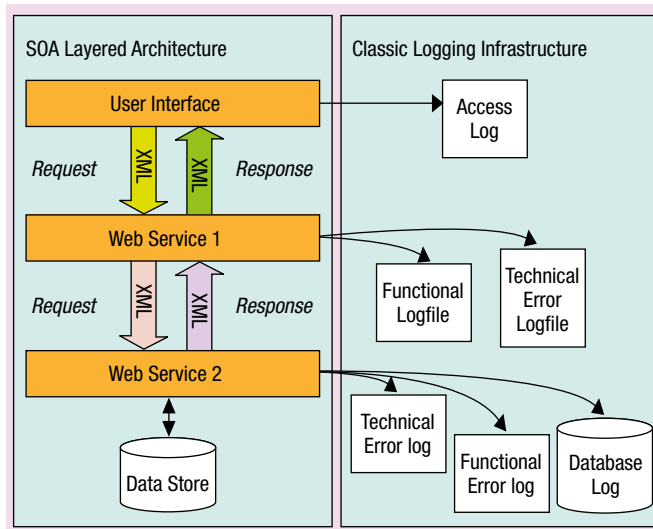 SOA Layered Architecture
User Interface
Request
XML
XML
Response
Web Service 1
Request
XML
XML
Response
Web Service 2
Data Store
Classic Logging Infrastructure
Access
Log
Functional
Logfile
Technical
Error
Logfile
Technical
Error log
Functional
Error log
Database
Log